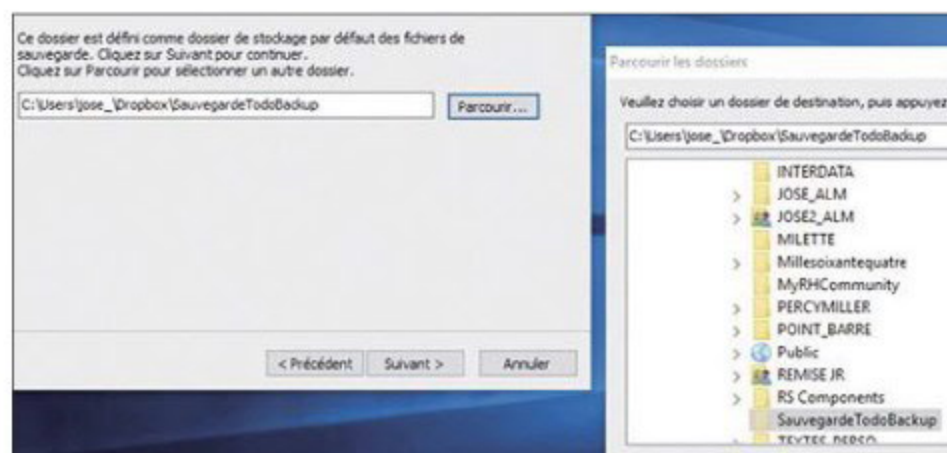 Ce dossier est défini comme dossier de stockage par défaut des fichiers de
sauvegarde. Cliquez sur Suivant pour continuer.
Cliquez sur Parcourir pour sélectionner un autre dossier.
C:\Users\jose_\Dropbox\SauvegardeTodoBackup
Parcourir...
< Précédent
Suivant >
Annuler
Parcourir les dossiers
Veuillez choisir un dossier de destination, puis appuyez
C:\Users\jose_\Dropbox\SauvegardeTodoBackup
INTERDATA
JOSE_ALM
JOSE2_ALM
MILETTE
Millesoixantequatre
MyRHCommunity
PERCYMILLER
POINT_BARRE
Public
REMISE JR
RS Components
SauvegardeTodoBackup
TEXTES_PERSO